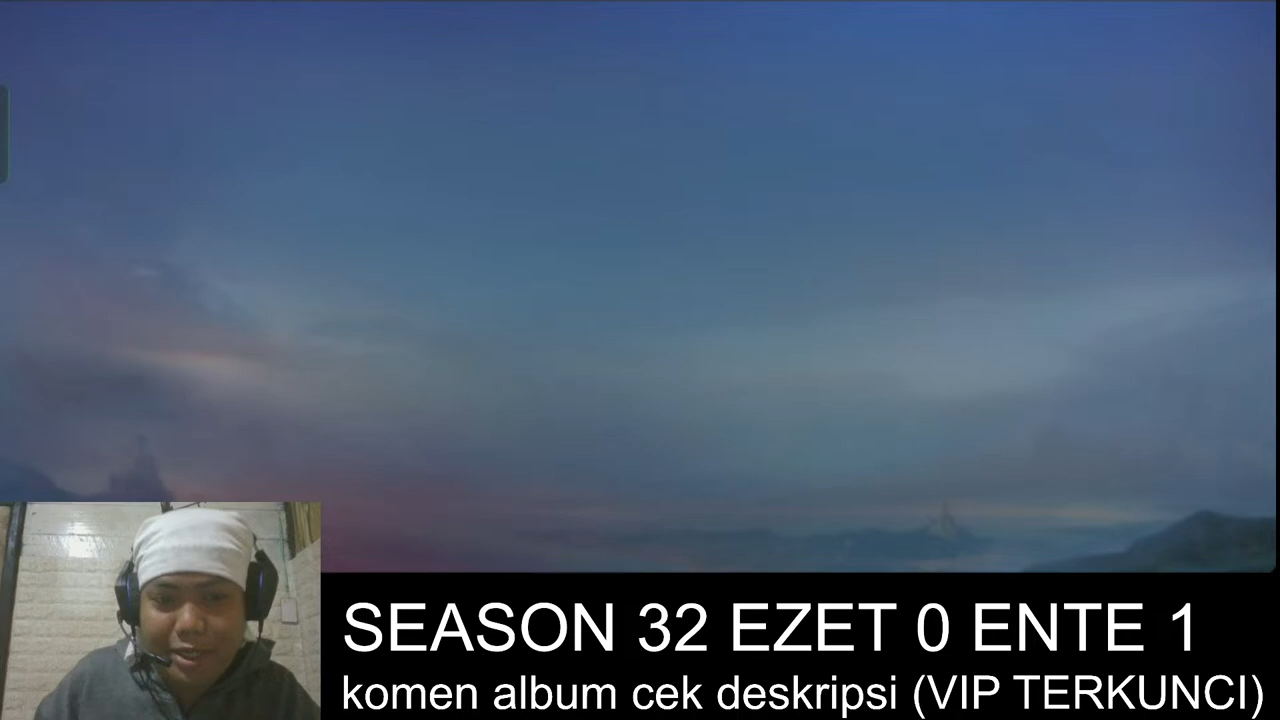 SEASON 32 EZET 0 ENTE 1
komen album cek deskripsi (VIP TERKUNCI)